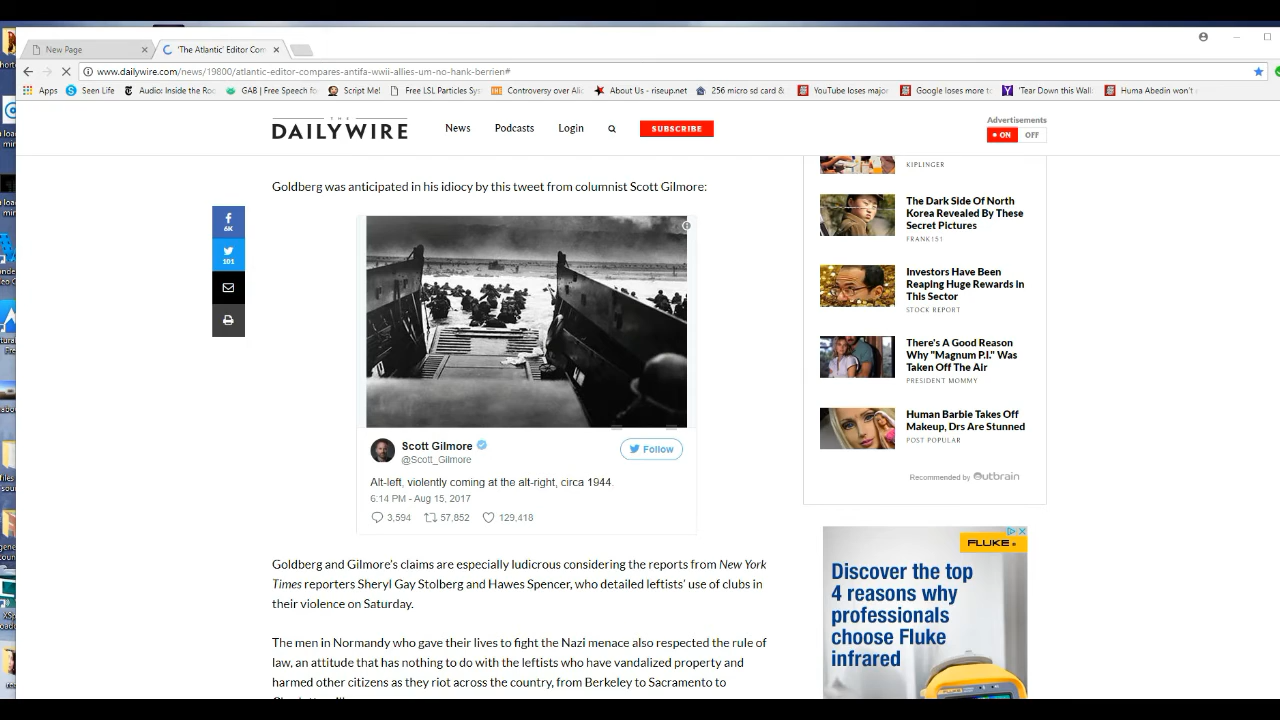 New Page
'The Atlantic' Editor Com
www.dailywire.com/news/19800/atlantic-editor-compares-antifa-wwii-allies-um-no-hank-berrien#
Apps
Seen Life
Audio: Inside the Ro
GAB | Free Speech fo
Script Me!
Free LSL Particles Sys
Controversy over Alic
About Us - riseup.net
256 micro sd card &
YouTube loses major
Google loses more to
'Tear Down this Wall
Huma Abedin won't
THE
DAILYWIRE
News
Podcasts
Login
SUBSCRIBE
Advertisements
ON
OFF
Goldberg was anticipated in his idiocy by this tweet from columnist Scott Gilmore:
6K
101
Scott Gilmore
@Scott_Gilmore
Follow
Alt-left, violently coming at the alt-right, circa 1944.
6:14 PM - Aug 15, 2017
3,594
57,852
129,418
Goldberg and Gilmore's claims are especially ludicrous considering the reports from New York
Times reporters Sheryl Gay Stolberg and Hawes Spencer, who detailed leftists' use of clubs in
their violence on Saturday.
The men in Normandy who gave their lives to fight the Nazi menace also respected the rule of
law, an attitude that has nothing to do with the leftists who have vandalized property and
harmed other citizens as they riot across the country, from Berkeley to Sacramento to
KIPLINGER
The Dark Side Of North
Korea Revealed By These
Secret Pictures
FRANK151
Investors Have Been
Reaping Huge Rewards In
This Sector
STOCK REPORT
There's A Good Reason
Why "Magnum P.I." Was
Taken Off The Air
PRESIDENT MOMMY
Human Barbie Takes Off
Makeup, Drs Are Stunned
POST POPULAR
Recommended by Outbrain
FLUKE
Discover the top
4 reasons why
professionals
choose Fluke
infrared